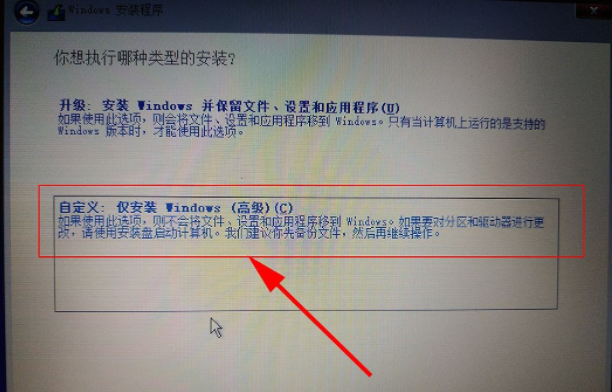 Windows 安装程序
你想执行哪种类型的安装?
升级: 安装 Windows 并保留文件、设置和应用程序(U)
如果使用此选项，则会将文件、设置和应用程序移到 Windows。只有当计算机上运行的是支持的
Windows 版本时，才能使用此选项。
自定义: 仅安装 Windows (高级)(C)
如果使用此选项，则不会将文件、设置和应用程序移到 Windows。如果要对分区和驱动器进行更
改，请使用安装盘启动计算机。我们建议你先备份文件，然后再继续操作。